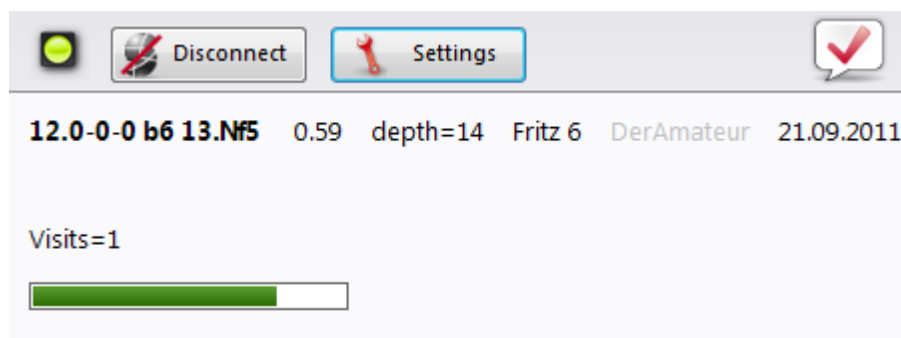 Disconnect Settings
12.0-0-0 b6 13.Nf5 0.59 depth=14 Fritz 6 DerAmateur 21.09.2011
Visits=1